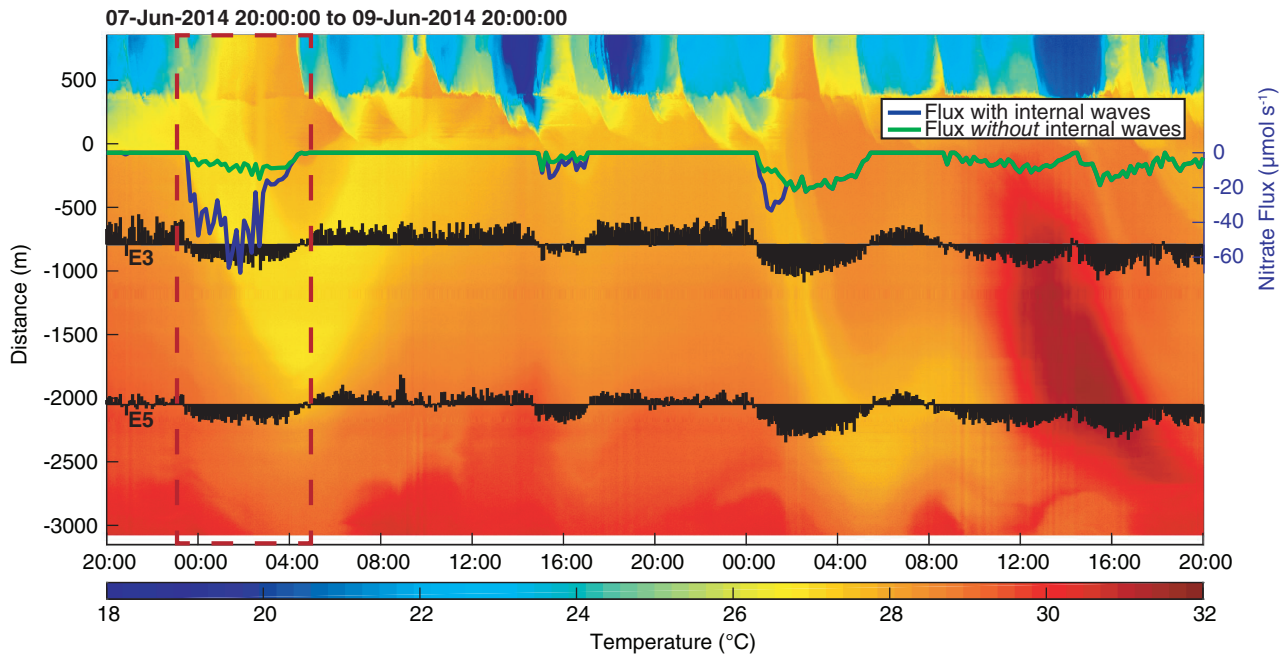 07-Jun-2014 20:00:00 to 09-Jun-2014 20:00:00
500
0
-500
-1000
-1500
-2000
-2500
-3000
Distance (m)
Flux with internal waves
Flux without internal waves
0
-20
-40
-60
Nitrate Flux (μmol s⁻¹)
E3
E5
20:00 00:00 04:00 08:00 12:00 16:00 20:00 00:00 04:00 08:00 12:00 16:00 20:00
18 20 22 24 26 28 30 32
Temperature (°C)